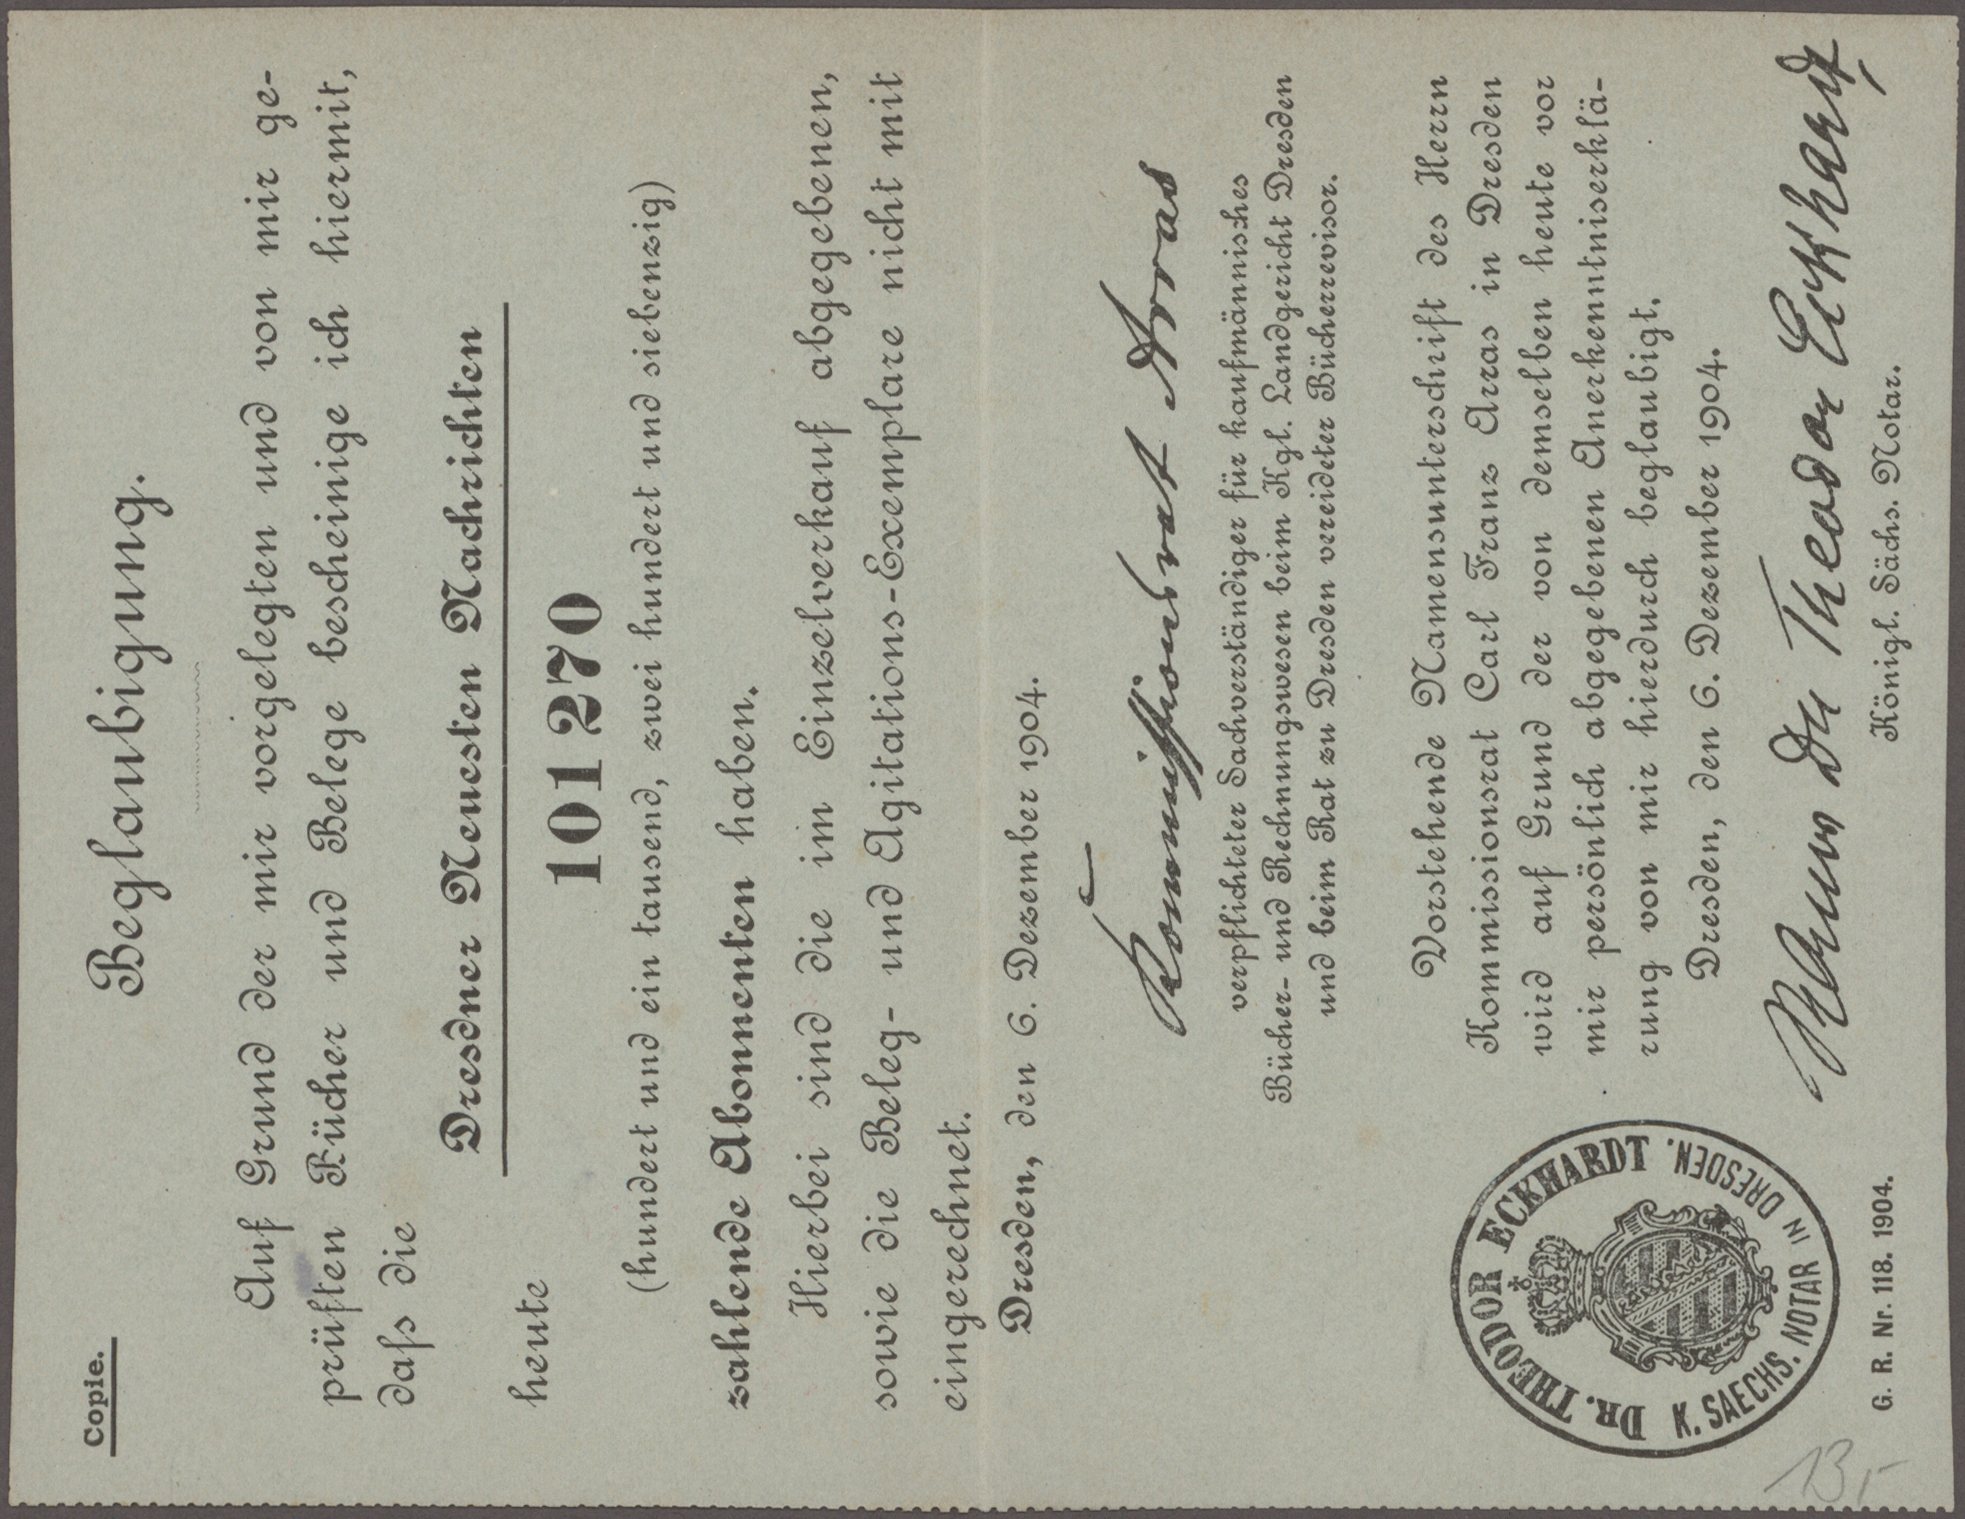 Copie.
Beglaubigung.
Auf Grund der mir vorgelegten und von mir ge-
prüften Bücher und Belege bescheinige ich hiermit,
daß die
Dresdner Neuesten Nachrichten
heute
101 270
(hundert und ein tausend, zwei hundert und siebenzig)
zahlende Abonnenten haben.
Hierbei sind die im Einzelverkauf abgegebenen,
sowie die Beleg- und Agitations-Exemplare nicht mit
eingerechnet.
Dresden, den 6. Dezember 1904.
Kommissionsrat Arras
verpflichteter Sachverständiger für kaufmännisches
Bücher- und Rechnungswesen beim Kgl. Landgericht Dresden
und beim Rat zu Dresden vereideter Bücherrevisor.
Vorstehende Namensunterschrift des Herrn
Kommissionsrat Carl Franz Arras in Dresden
wird auf Grund der von demselben heute vor
mir persönlich abgegebenen Anerkenntniserklä-
rung von mir hierdurch beglaubigt.
Dresden, den 6. Dezember 1904.
DR. THEODOR ECKHARDT
K. SAECHS. NOTAR IN DRESDEN.
Dr. Theodor Eckhardt,
Königl. Sächs. Notar.
G. R. Nr. 118. 1904.
13,-